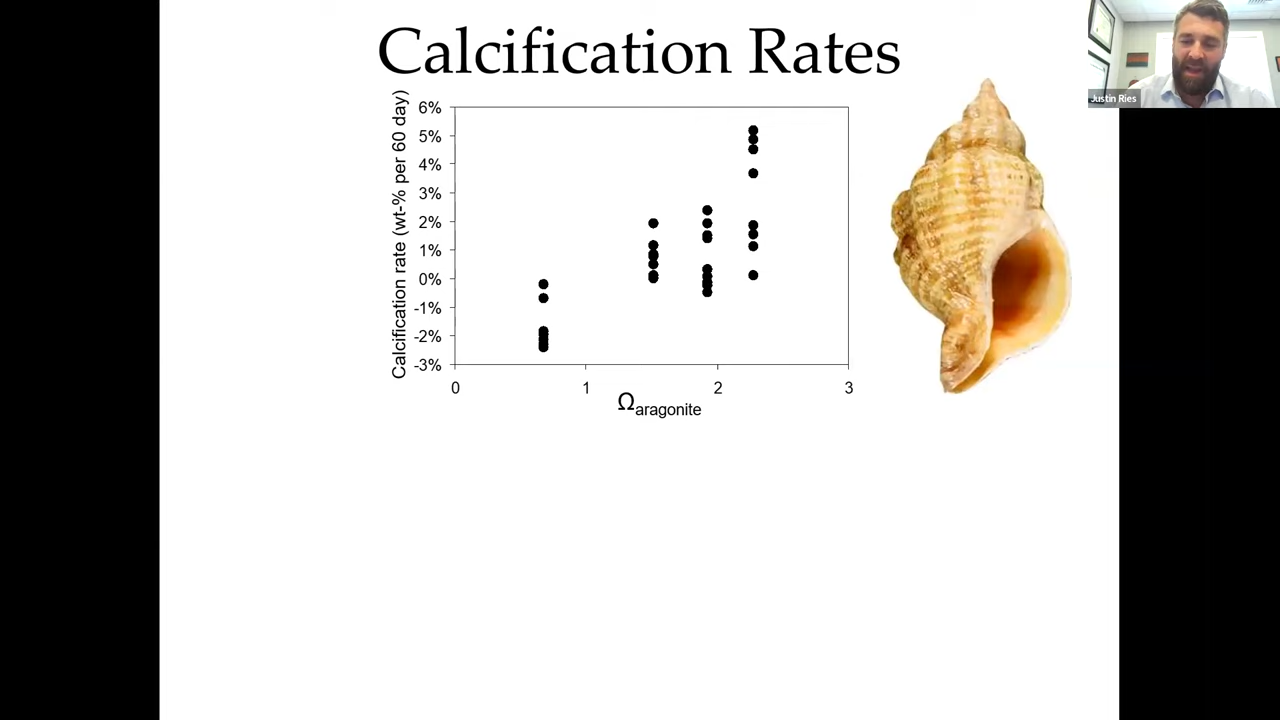 Calcification Rates
Justin Ries
Calcification rate (wt-% per 60 day)
6%
5%
4%
3%
2%
1%
0%
-1%
-2%
-3%
0 1 2 3
Ωaragonite